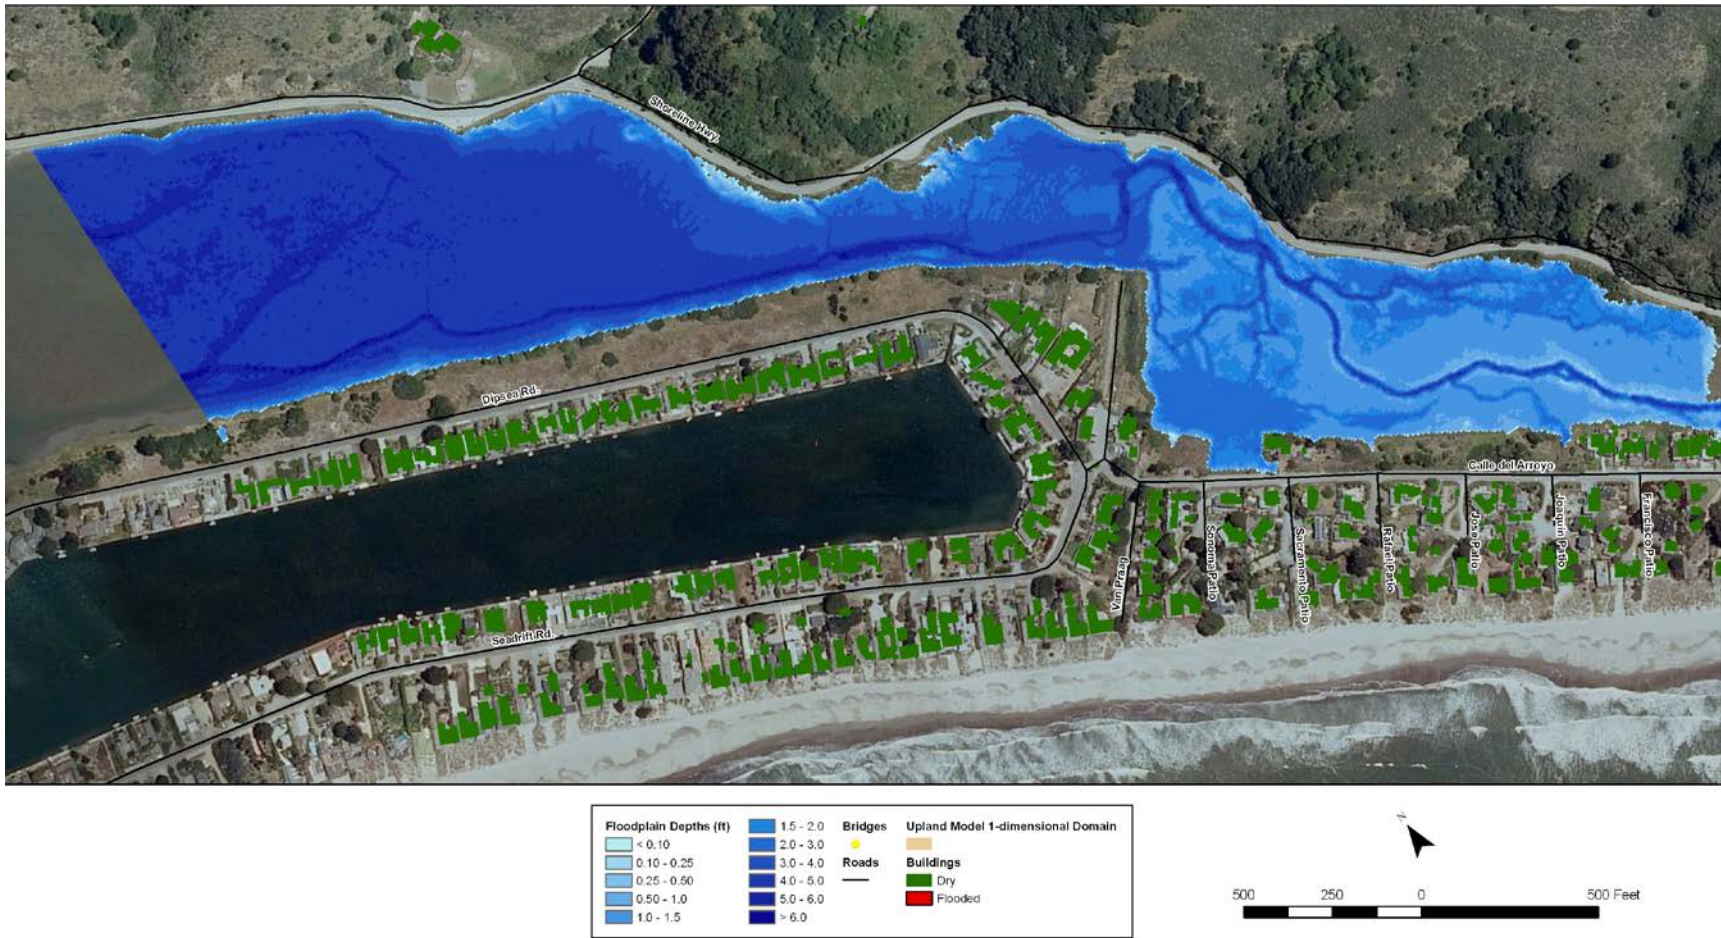 Shoreline Hwy.
Dipsea Rd.
Calle del Arroyo
Seadrift Rd.
Van Praag
Sonoma Patio
Sacramento Patio
Rafael Patio
Jose Patio
Joaquin Patio
Francisco Patio
Floodplain Depths (ft)
< 0.10
0.10 - 0.25
0.25 - 0.50
0.50 - 1.0
1.0 - 1.5
1.5 - 2.0
2.0 - 3.0
3.0 - 4.0
4.0 - 5.0
5.0 - 6.0
> 6.0
Bridges
Roads
Upland Model 1-dimensional Domain
Buildings
Dry
Flooded
N
500 250 0 500 Feet